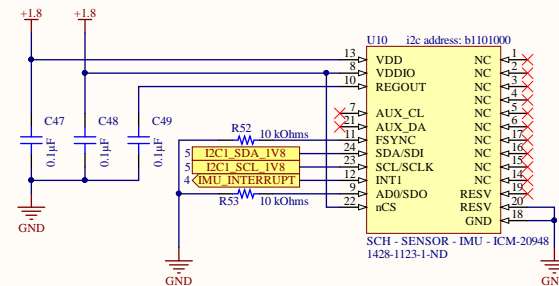 +1.8 +1.8
U10 i2c address: b1101000
13 VDD NC 1
8 VDDIO NC 2
10 REGOUT NC 3
NC 4
7 AUX_CL NC 5
21 AUX_DA NC 6
11 FSYNC NC 17
24 SDA/SDI NC 16
23 SCL/SCLK NC 15
12 INT1 NC 14
9 AD0/SDO RESV 19
22 nCS RESV 20
GND 18
C47 C48 C49
0.1µF 0.1µF 0.1µF
R52 10 kOhms
5 I2C1_SDA_1V8
5 I2C1_SCL_1V8
4 IMU_INTERRUPT
R53 10 kOhms
GND
SCH - SENSOR - IMU - ICM-20948
1428-1123-1-ND
GND
GND